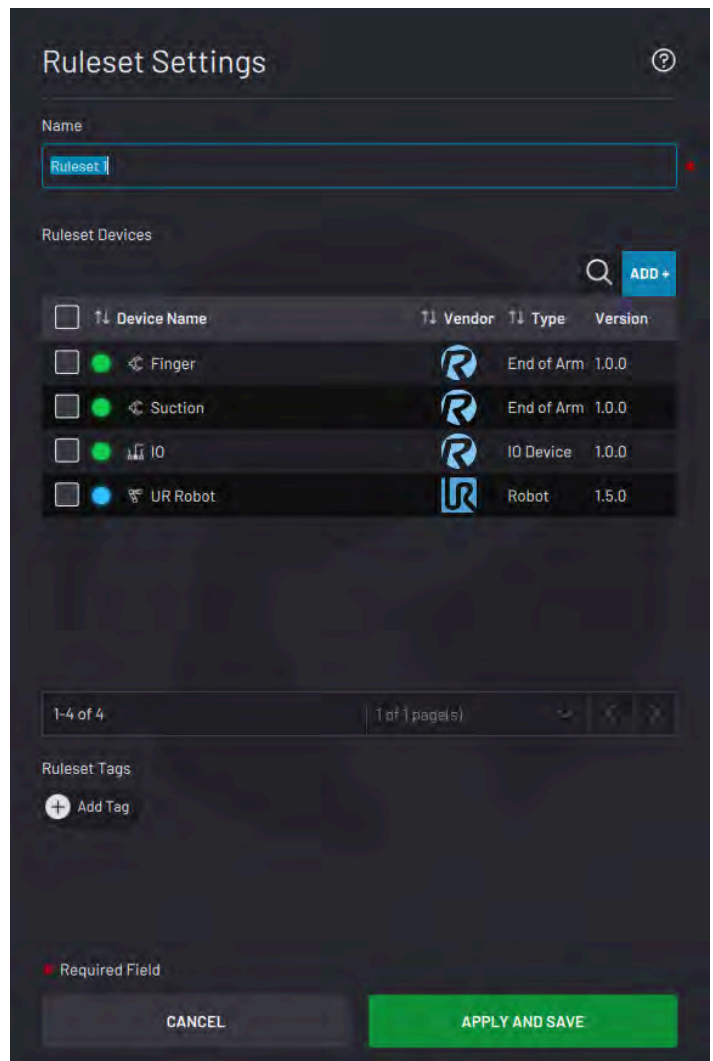 Ruleset Settings
Name
Ruleset 1
Ruleset Devices
ADD +
Device Name Vendor Type Version
Finger R End of Arm 1.0.0
Suction R End of Arm 1.0.0
IO R IO Device 1.0.0
UR Robot UR Robot 1.5.0
1-4 of 4 1 of 1 page(s)
Ruleset Tags
Add Tag
* Required Field
CANCEL APPLY AND SAVE